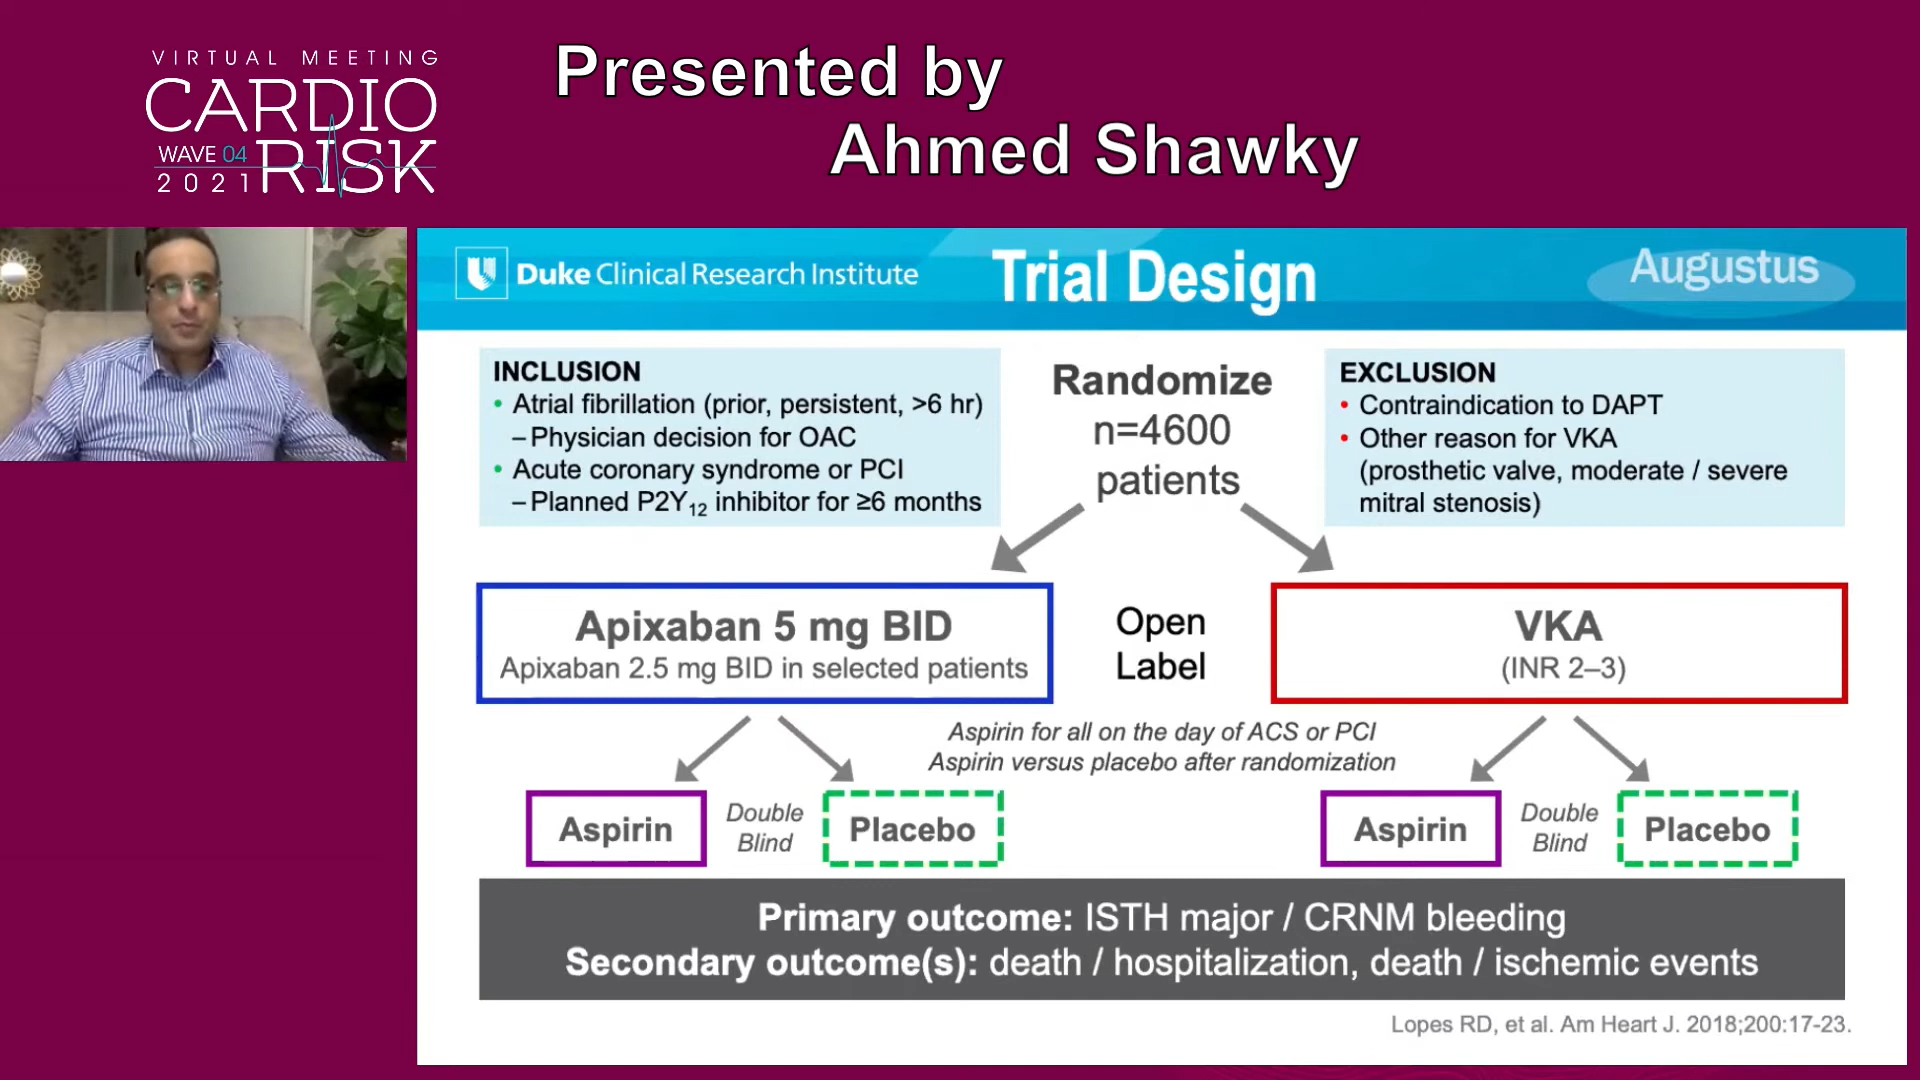 VIRTUAL MEETING
CARDIO
WAVE 04 RISK
2021
Presented by
Ahmed Shawky
Duke Clinical Research Institute
Trial Design
Augustus
INCLUSION
• Atrial fibrillation (prior, persistent, >6 hr)
– Physician decision for OAC
• Acute coronary syndrome or PCI
– Planned P2Y12 inhibitor for ≥6 months
Randomize
n=4600
patients
EXCLUSION
• Contraindication to DAPT
• Other reason for VKA
(prosthetic valve, moderate / severe
mitral stenosis)
Apixaban 5 mg BID
Apixaban 2.5 mg BID in selected patients
Open
Label
VKA
(INR 2–3)
Aspirin for all on the day of ACS or PCI
Aspirin versus placebo after randomization
Aspirin
Double
Blind
Placebo
Aspirin
Double
Blind
Placebo
Primary outcome: ISTH major / CRNM bleeding
Secondary outcome(s): death / hospitalization, death / ischemic events
Lopes RD, et al. Am Heart J. 2018;200:17-23.